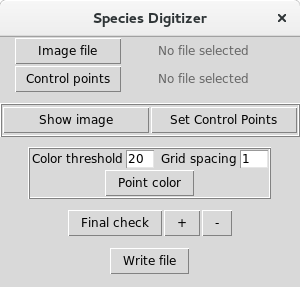 Species Digitizer ×
Image file No file selected
Control points No file selected
Show image Set Control Points
Color threshold 20 Grid spacing 1
Point color
Final check + -
Write file